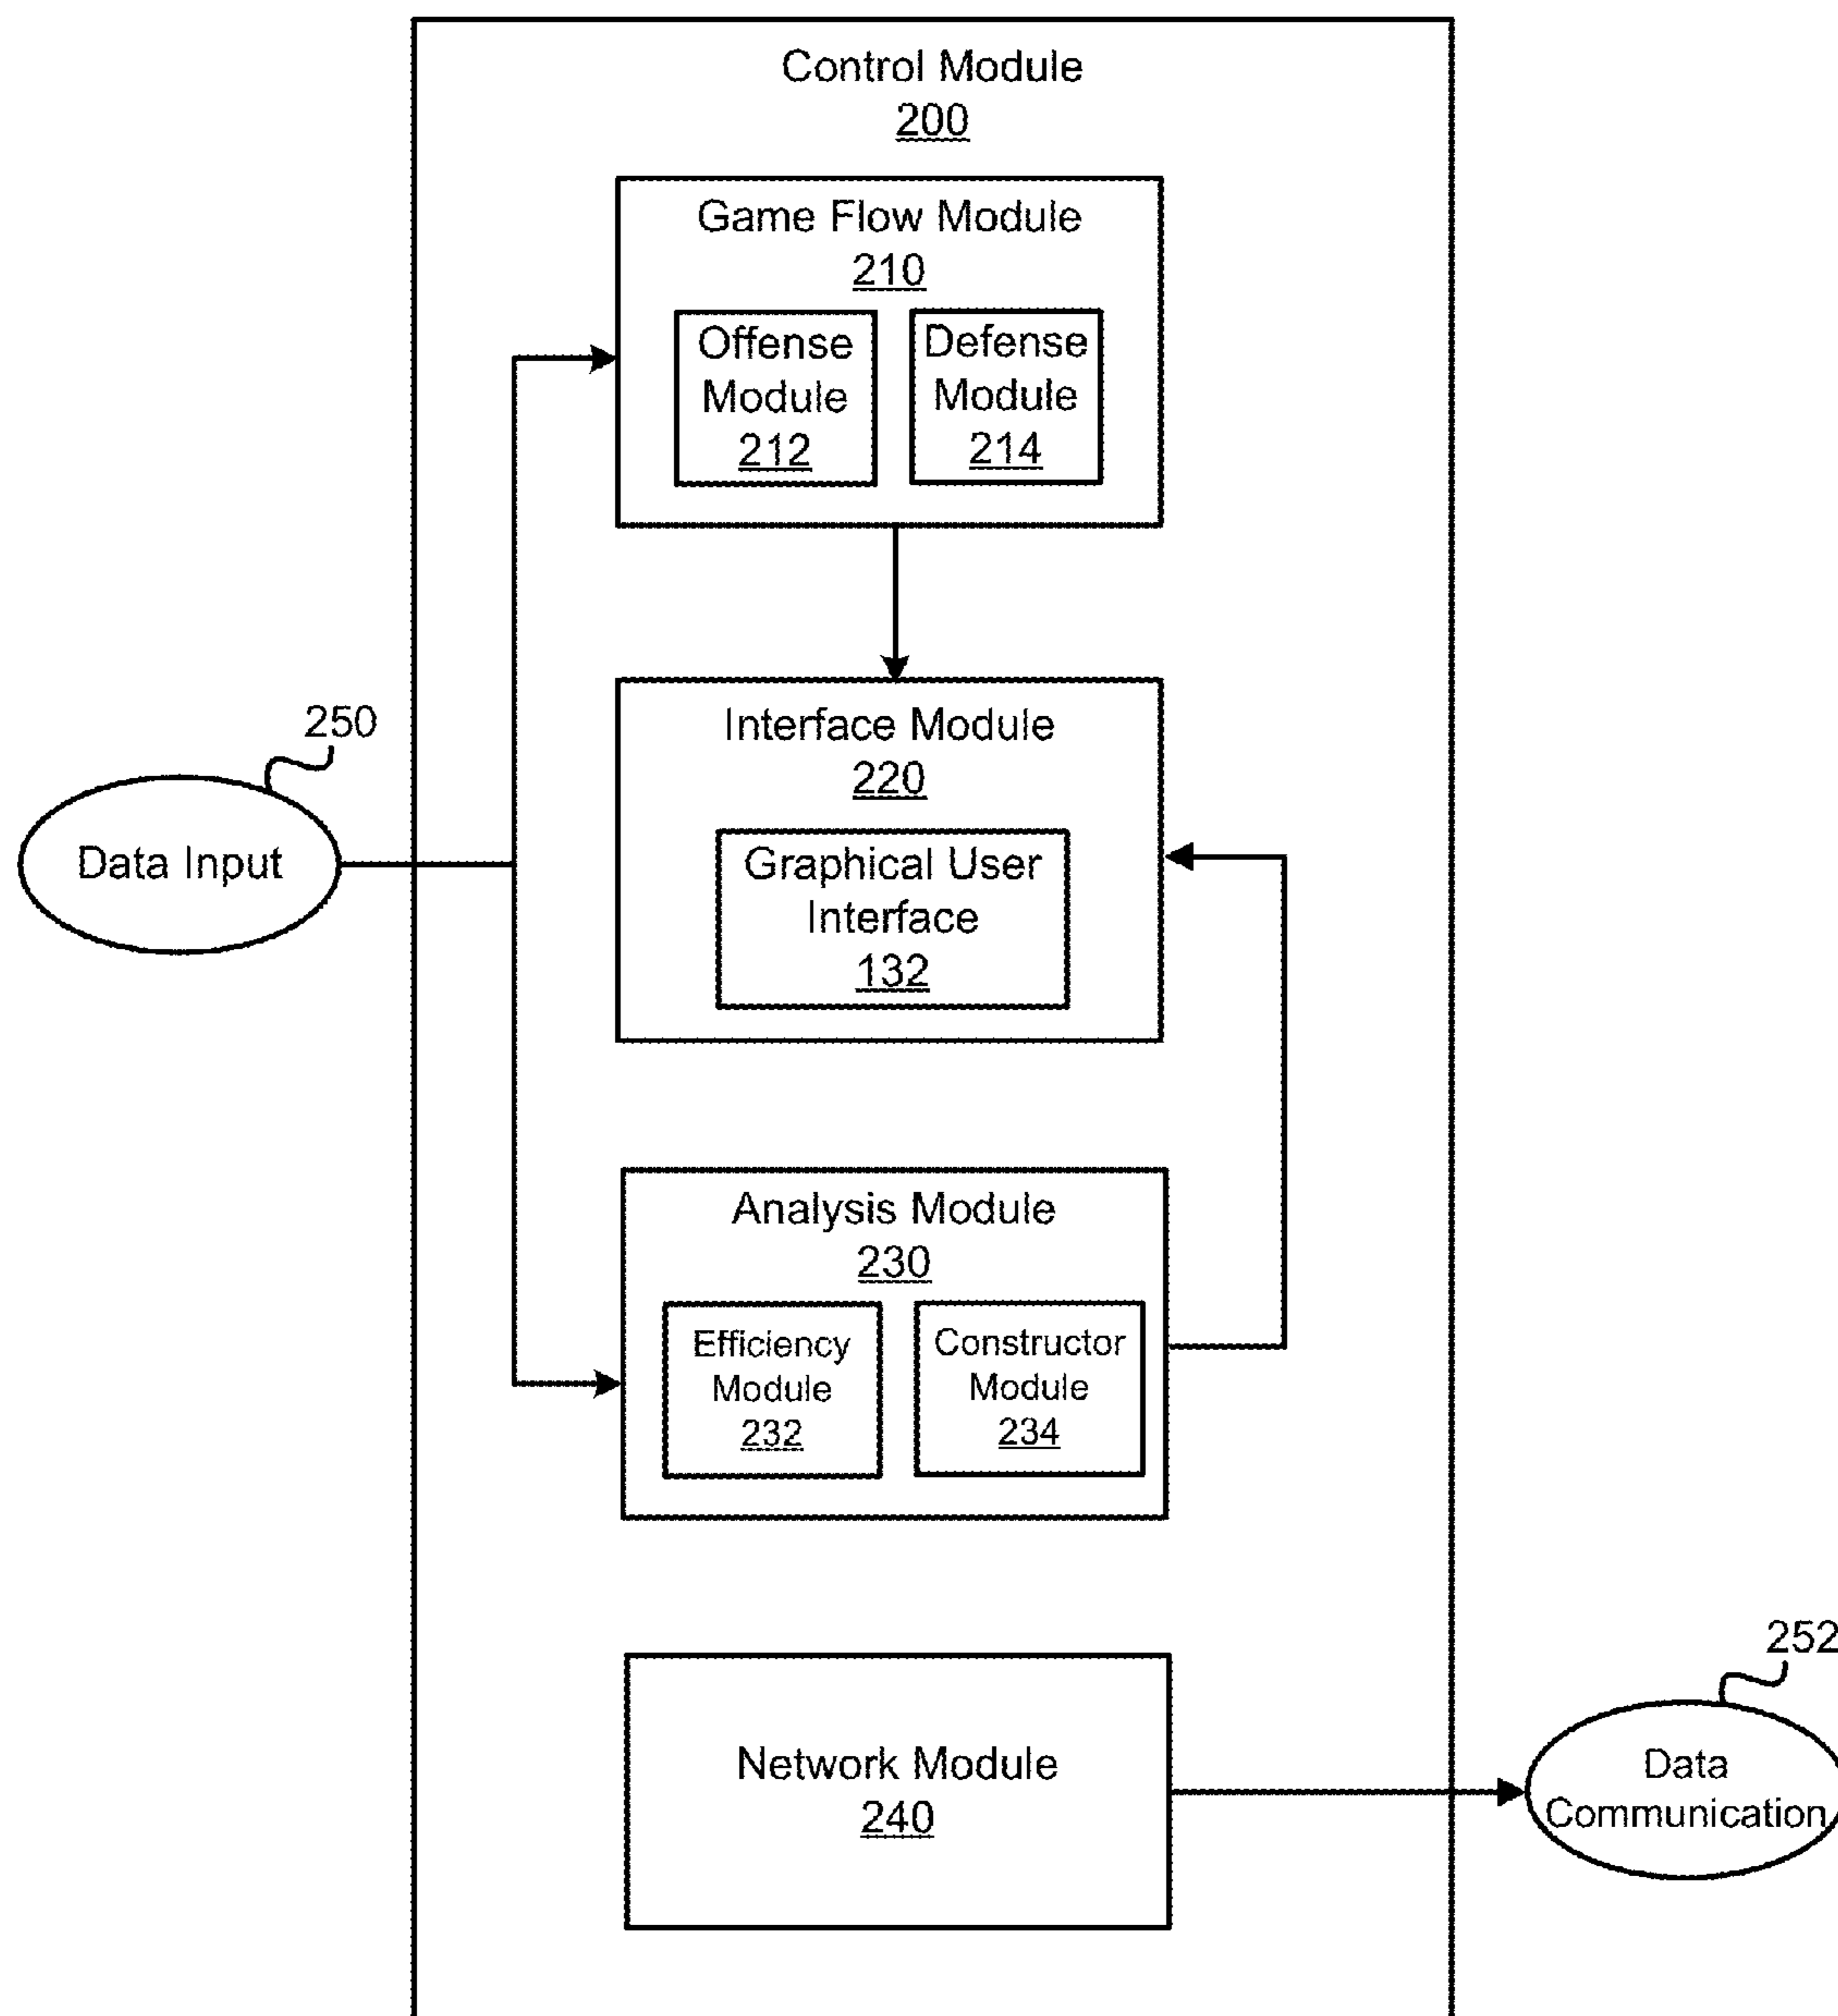 Control Module
200
Game Flow Module
210
Offense
Module
212
Defense
Module
214
250
Data Input
Interface Module
220
Graphical User
Interface
132
Analysis Module
230
Efficiency
Module
232
Constructor
Module
234
252
Network Module
240
Data
Communication